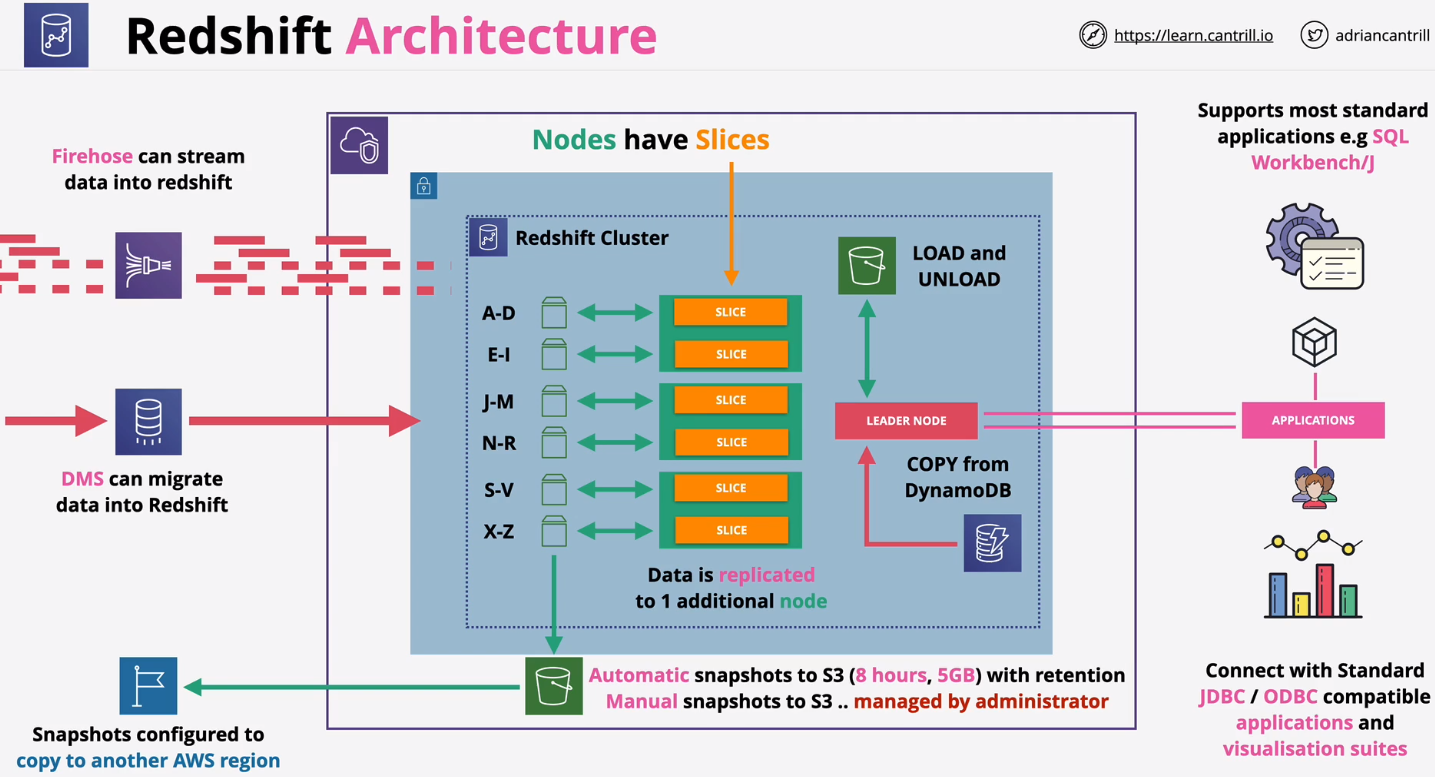 Redshift Architecture
https://learn.cantrill.io
adriancantrill
Firehose can stream
data into redshift
DMS can migrate
data into Redshift
Nodes have Slices
Redshift Cluster
A-D
SLICE
E-I
SLICE
J-M
SLICE
N-R
SLICE
S-V
SLICE
X-Z
SLICE
Data is replicated
to 1 additional node
LOAD and
UNLOAD
LEADER NODE
COPY from
DynamoDB
Automatic snapshots to S3 (8 hours, 5GB) with retention
Manual snapshots to S3 .. managed by administrator
Snapshots configured to
copy to another AWS region
Supports most standard
applications e.g SQL
Workbench/J
APPLICATIONS
Connect with Standard
JDBC / ODBC compatible
applications and
visualisation suites